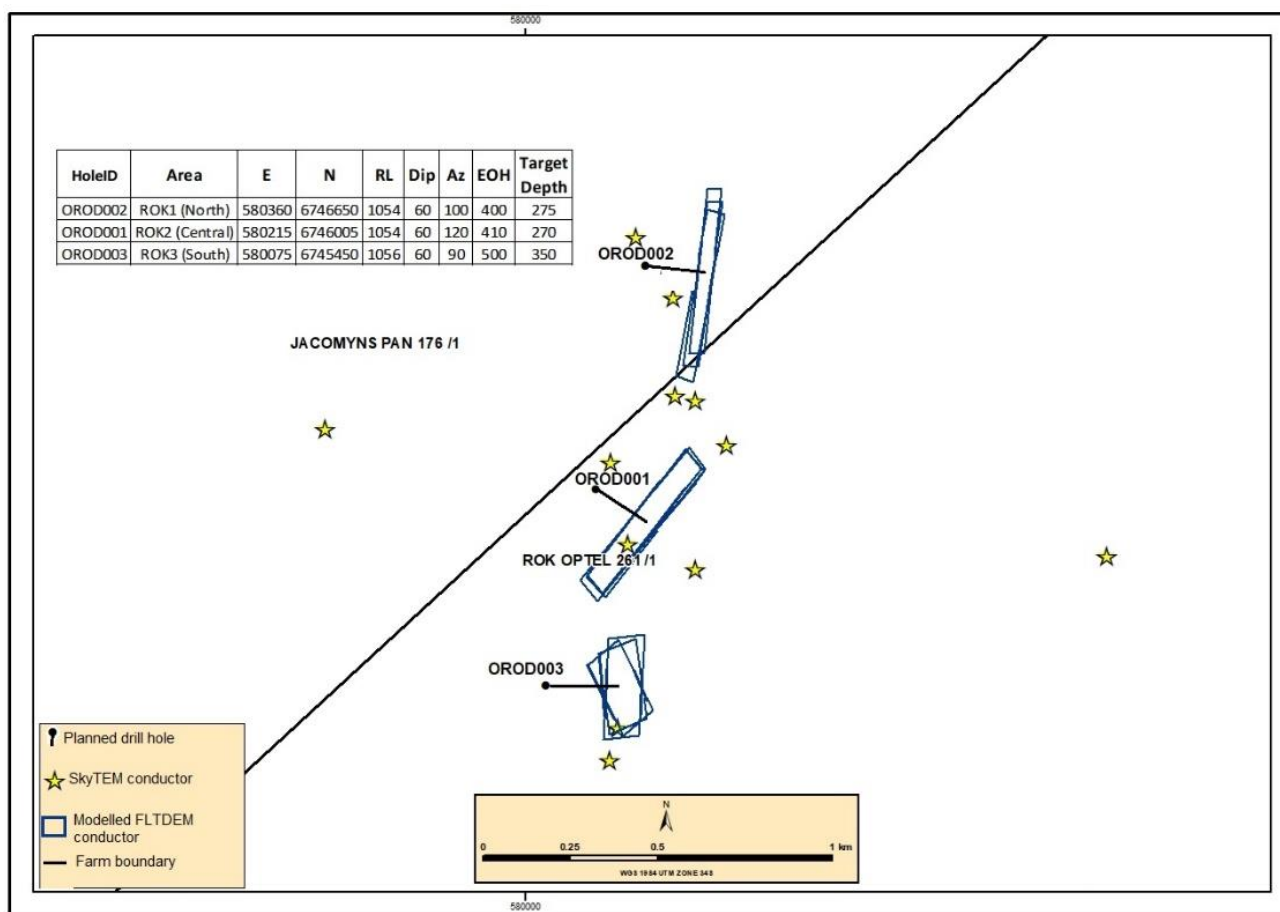 580000
HoleID Area E N RL Dip Az EOH Target Depth
OROD002 ROK1 (North) 580360 6746650 1054 60 100 400 275
OROD001 ROK2 (Central) 580215 6746005 1054 60 120 410 270
OROD003 ROK3 (South) 580075 6745450 1056 60 90 500 350
OROD002
JACOMYNS PAN 176 /1
OROD001
ROK OPTEL 261 /1
OROD003
Planned drill hole
SkyTEM conductor
Modelled FLTDEM
conductor
Farm boundary
N
0 0.25 0.5 1 km
WGS 1984 UTM ZONE 34S
580000